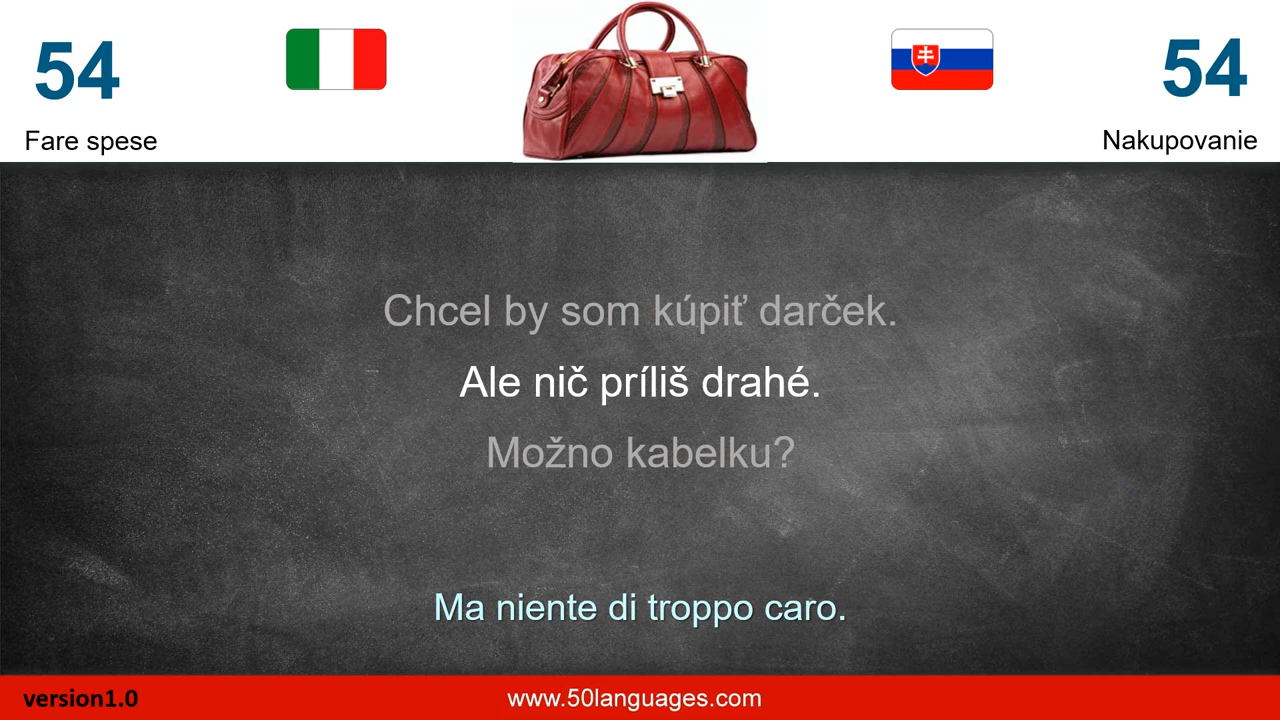 54
54
Fare spese
Nakupovanie
Chcel by som kúpiť darček.
Ale nič príliš drahé.
Možno kabelku?
Ma niente di troppo caro.
version1.0
www.50languages.com